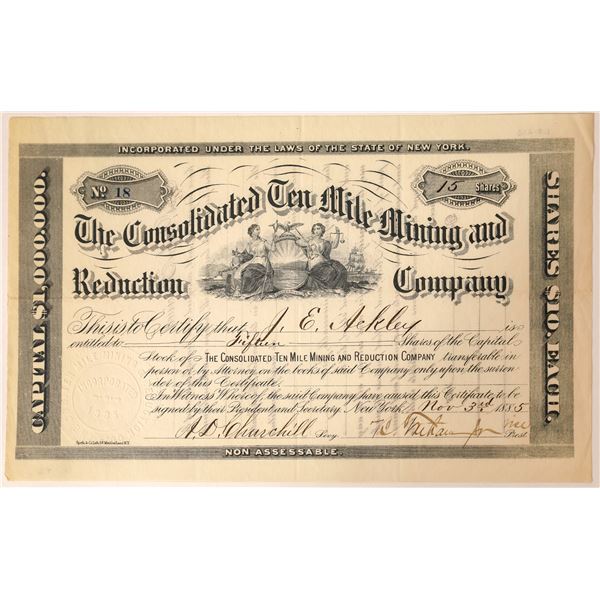 INCORPORATED UNDER THE LAWS OF THE STATE OF NEW YORK.
No 18
15 Shares
The Consolidated Ten Mile Mining and
Reduction Company
CAPITAL $1,000,000.
SHARES $10. EACH.
This is to Certify that J. E. Ackley is
entitled to Fifteen Shares of the Capital
Stock of THE CONSOLIDATED TEN MILE MINING AND REDUCTION COMPANY transferable in
person or by Attorney on the books of said Company only upon the surren-
der of this Certificate.
In Witness Whereof, the said Company have caused this Certificate to be
signed by their President and Secretary. New York Nov 3rd 1885
A. D. Churchill Secy. Prest
NON ASSESSABLE.